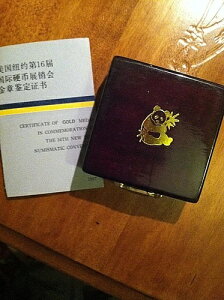 美国纽约第16届
国际硬币展销会
金章鉴定证书
CERTIFICATE OF GOLD MEDAL
IN COMMEMORATION
THE 16TH NEW
NUMISMATIC CONVEN